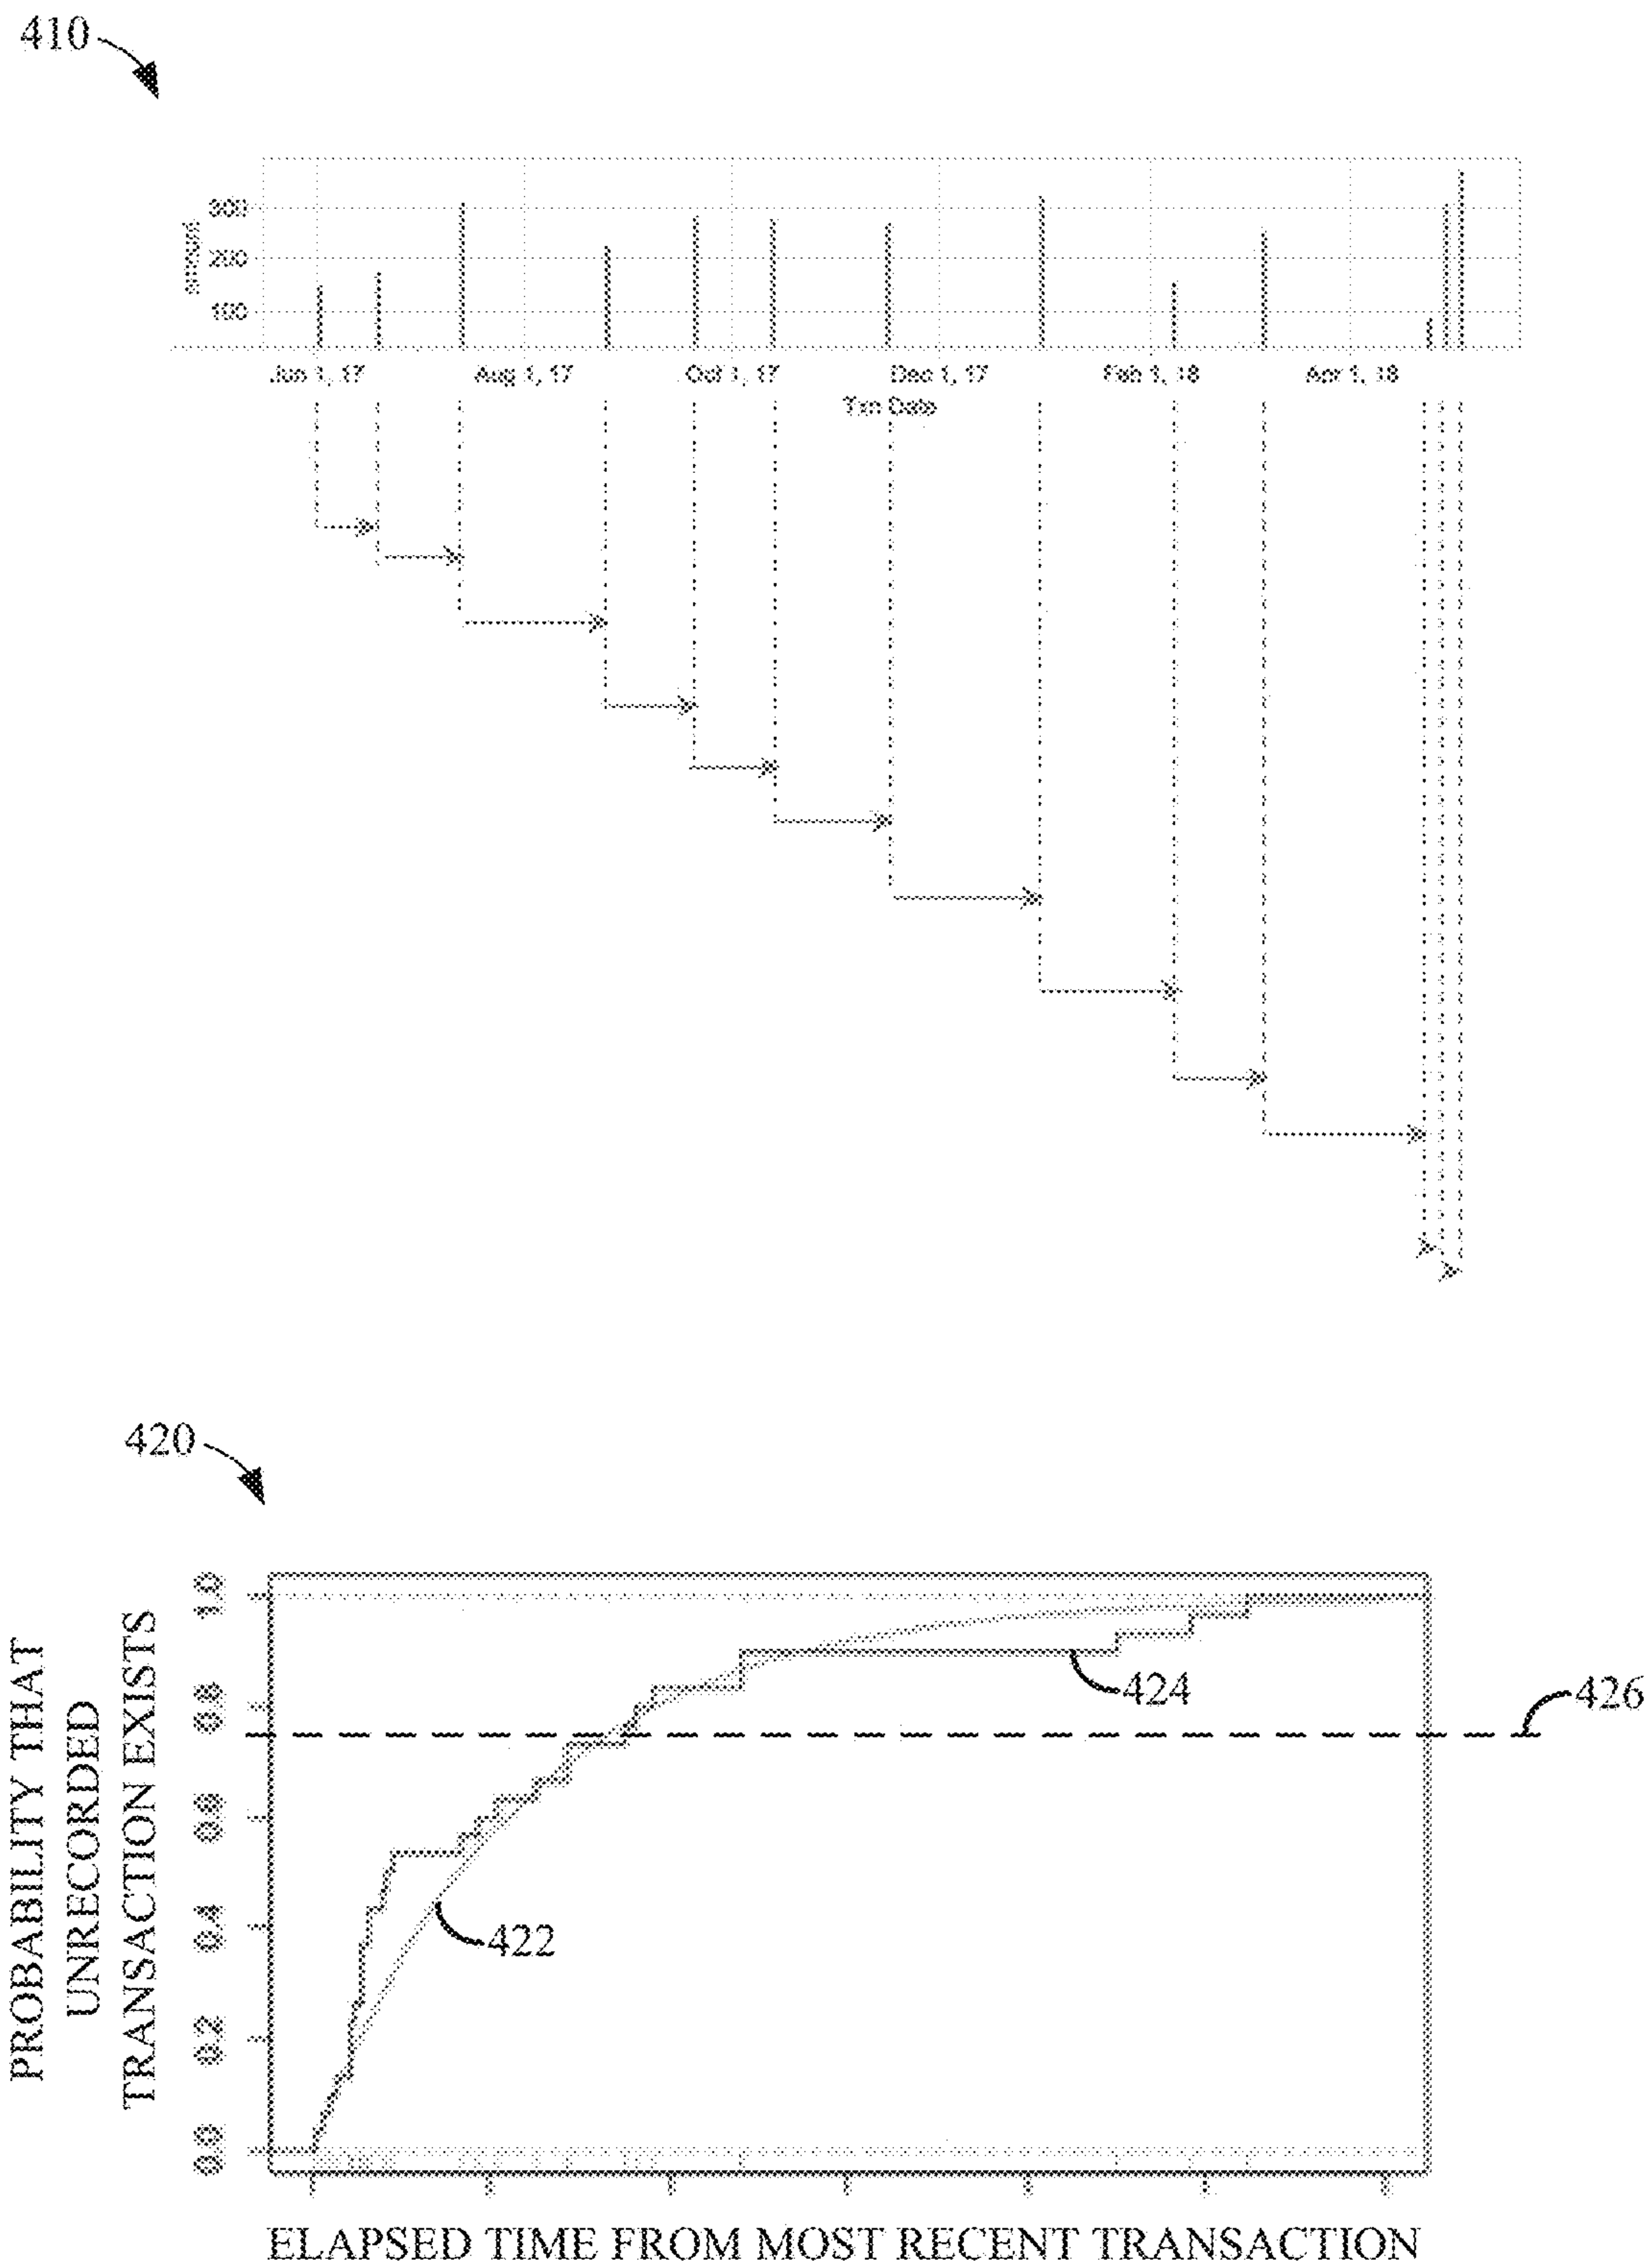 410
300
200
100
amount
Jun 1, 17 Aug 1, 17 Oct 1, 17 Dec 1, 17 Feb 1, 18 Apr 1, 18
Txn Date
420
PROBABILITY THAT
UNRECORDED
TRANSACTION EXISTS
1.0
0.8
0.6
0.4
0.2
0.0
424
426
422
ELAPSED TIME FROM MOST RECENT TRANSACTION